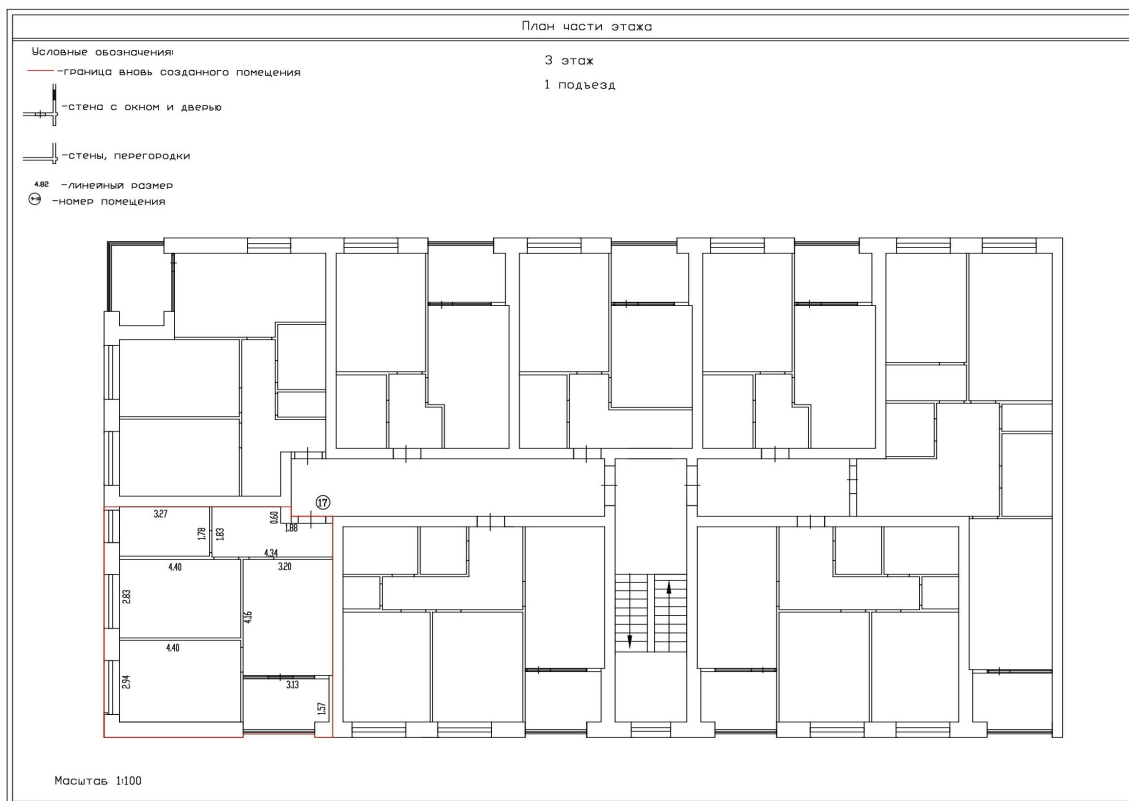 План части этажа
Условные обозначения:
-граница вновь созданного помещения
3 этаж
1 подъезд
-стена с окном и дверью
-стены, перегородки
4.82 -линейный размер
-номер помещения
17
3.27
1.78
1.83
0.60
1.88
4.34
4.40
3.20
2.83
4.16
4.40
2.94
3.13
1.57
Масштаб 1:100